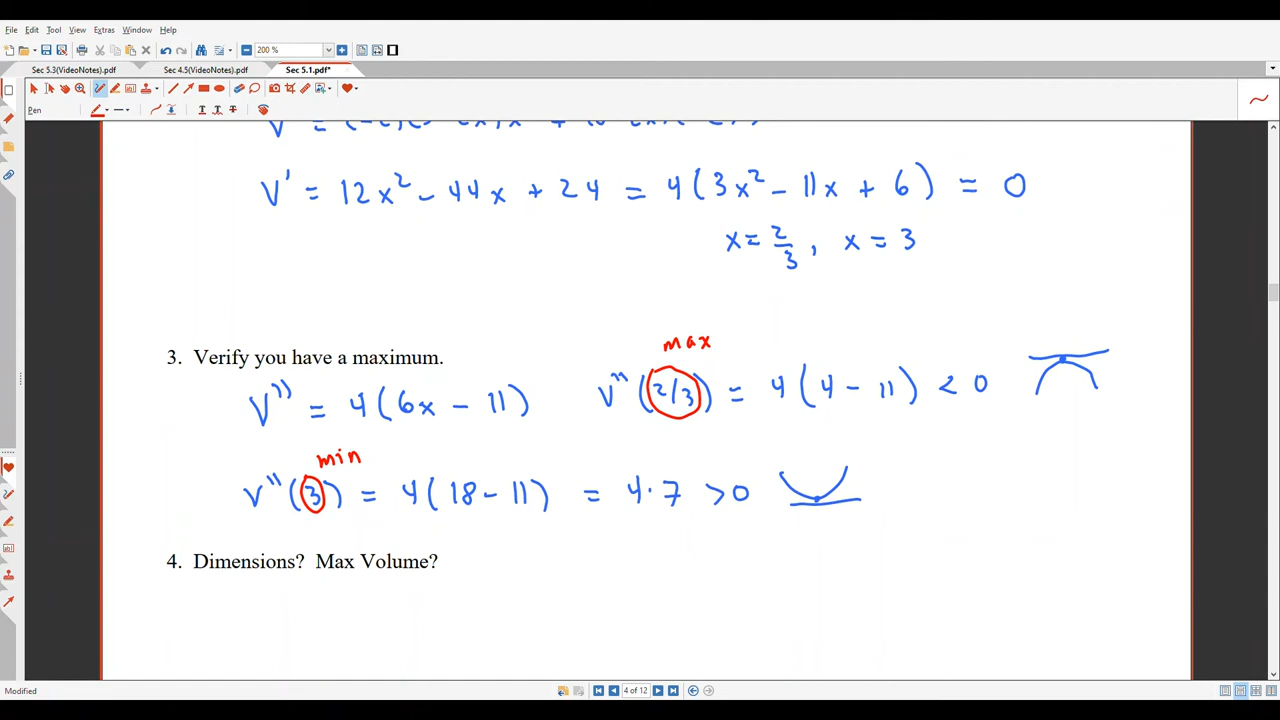 File Edit Tool View Extras Window Help
200 %
Sec 5.3(VideoNotes).pdf Sec 4.5(VideoNotes).pdf Sec 5.1.pdf*
Pen
V' = 12x² - 44x + 24 = 4(3x² - 11x + 6) = 0
x = 2/3, x = 3
max
3. Verify you have a maximum.
V'' = 4(6x - 11) V''(2/3) = 4(4 - 11) < 0
min
V''(3) = 4(18 - 11) = 4·7 >0
4. Dimensions? Max Volume?
Modified 4 of 12